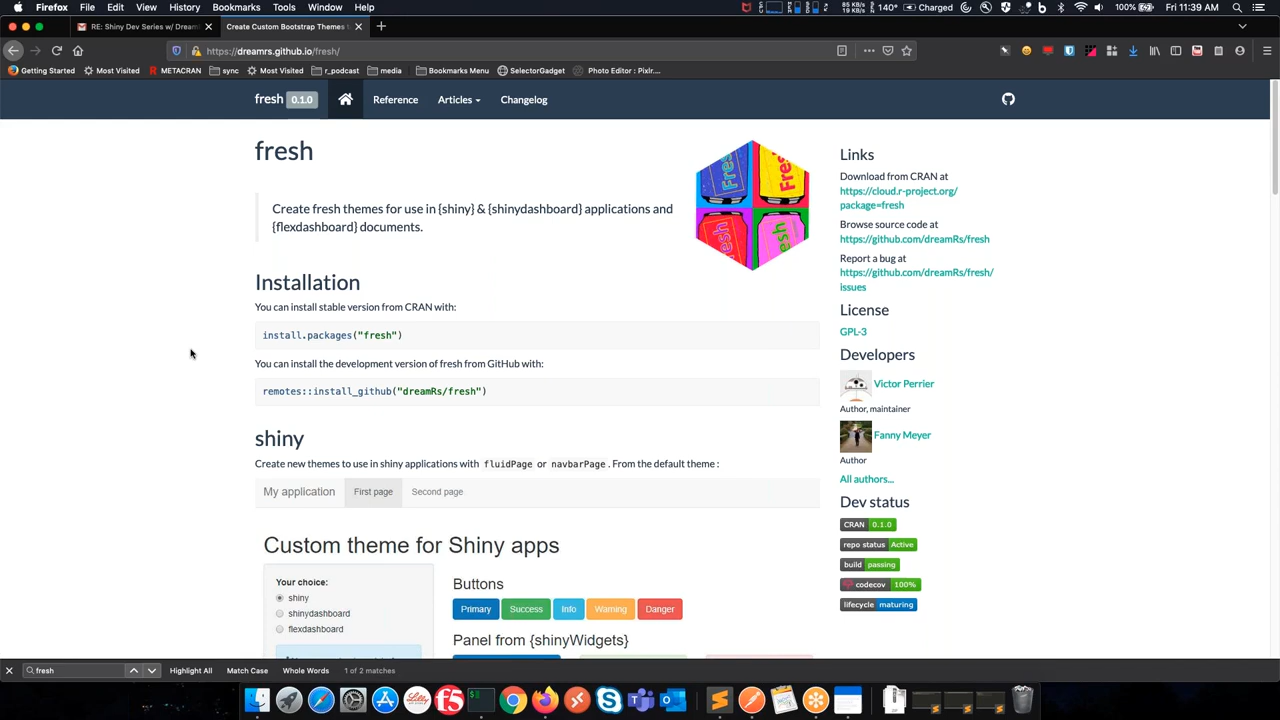 Firefox File Edit View History Bookmarks Tools Window Help
140° Charged 100% Fri 11:39 AM
RE: Shiny Dev Series w/ Dream
Create Custom Bootstrap Themes
https://dreamrs.github.io/fresh/
Getting Started Most Visited METACRAN sync Most Visited r_podcast media Bookmarks Menu SelectorGadget Photo Editor : Pixlr....
fresh 0.1.0 Reference Articles Changelog
fresh
Create fresh themes for use in {shiny} & {shinydashboard} applications and
{flexdashboard} documents.
Fresh
Fresh
Fresh
Fresh
Installation
You can install stable version from CRAN with:
install.packages("fresh")
You can install the development version of fresh from GitHub with:
remotes::install_github("dreamRs/fresh")
shiny
Create new themes to use in shiny applications with fluidPage or navbarPage. From the default theme :
My application First page Second page
Custom theme for Shiny apps
Your choice:
shiny
shinydashboard
flexdashboard
Buttons
Primary Success Info Warning Danger
Panel from {shinyWidgets}
Links
Download from CRAN at
https://cloud.r-project.org/
package=fresh
Browse source code at
https://github.com/dreamRs/fresh
Report a bug at
https://github.com/dreamRs/fresh/
issues
License
GPL-3
Developers
Victor Perrier
Author, maintainer
Fanny Meyer
Author
All authors...
Dev status
CRAN 0.1.0
repo status Active
build passing
codecov 100%
lifecycle maturing
fresh Highlight All Match Case Whole Words 1 of 2 matches
Lilly
f5